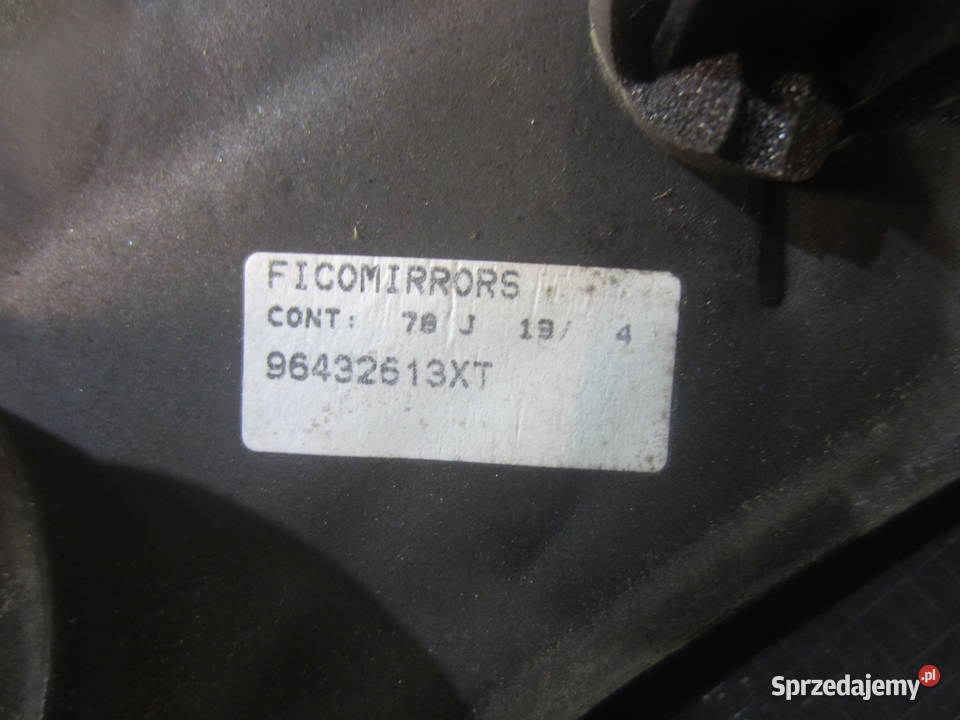 FICOMIRRORS
CONT: 78 J 19/ 4
96432613XT
Sprzedajemy.pl